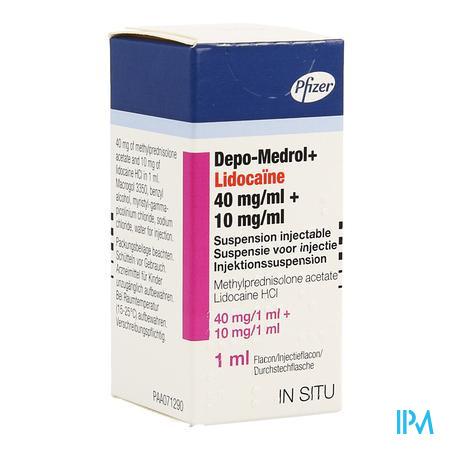 Pfizer
Depo-Medrol+
Lidocaïne
40 mg/ml +
10 mg/ml
Suspension injectable
Suspensie voor injectie
Injektionssuspension
Methylprednisolone acetate
Lidocaine HCl
40 mg/1 ml +
10 mg/1 ml
1 ml Flacon/Injectieflacon/
Durchstechflasche
IN SITU
40 mg of methylprednisolone
acetate and 10 mg of
lidocaine HCl in 1 ml.
Macrogol 3350, benzyl
alcohol, myristyl-gamma-
picolinium chloride, sodium
chloride, water for injection.
Packungsbeilage beachten.
Schütteln vor Gebrauch.
Arzneimittel für Kinder
unzugänglich aufbewahren.
Bei Raumtemperatur
(15-25°C) aufbewahren.
Verschreibungspflichtig
PAA071290
IPM